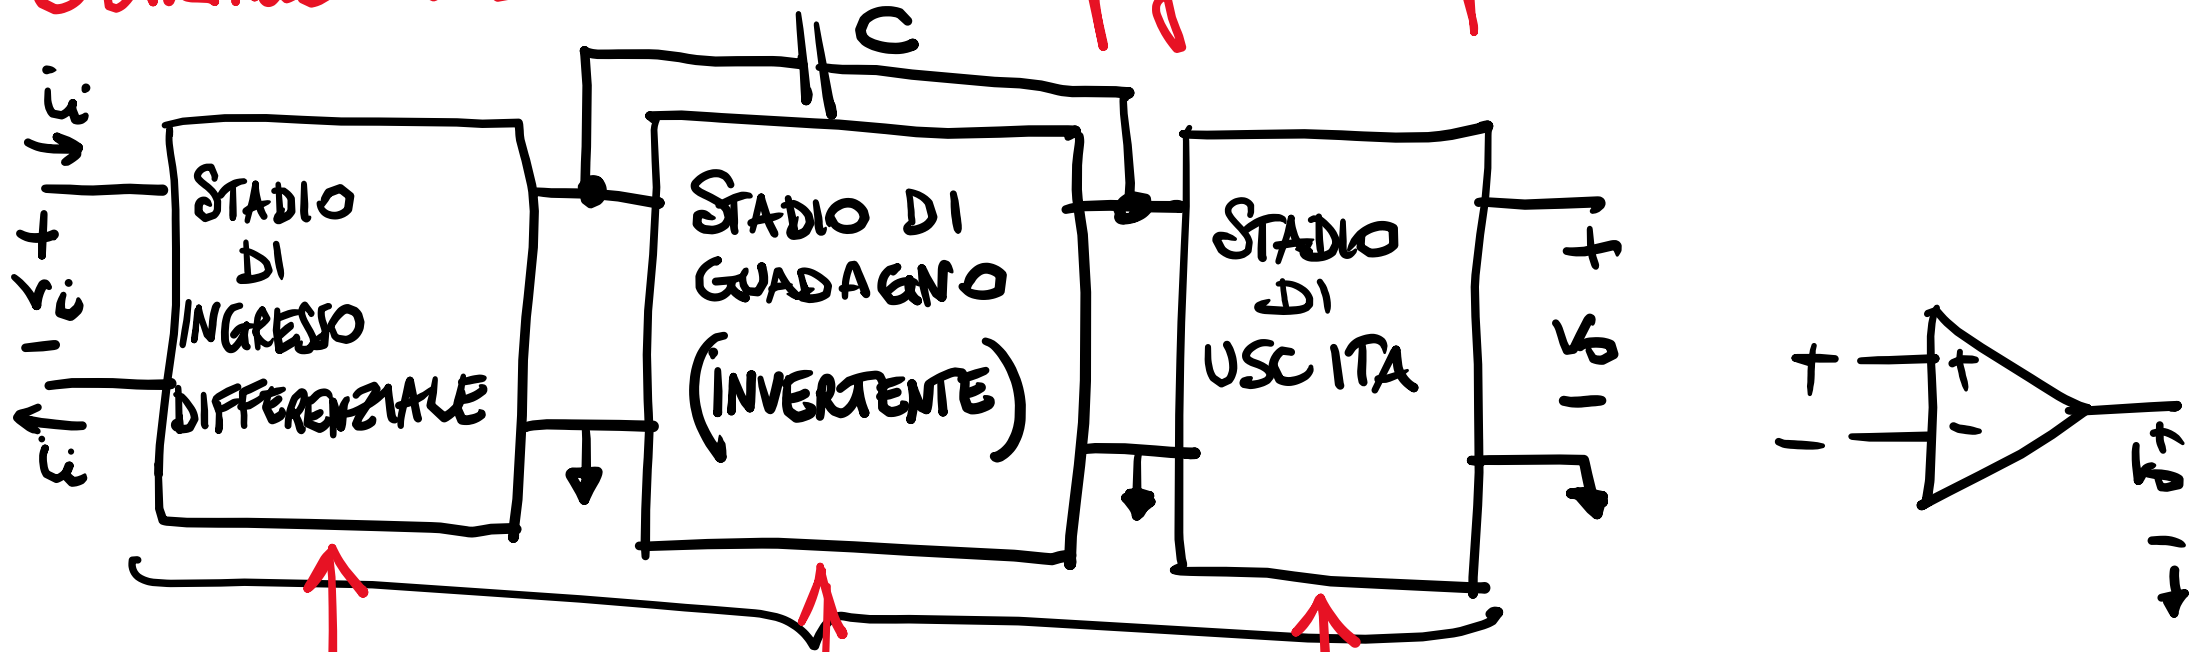 C
ii
+
vi
-
ii
STADIO
DI
INGRESSO
DIFFERENZIALE
STADIO DI
GUADAGNO
(INVERTENTE)
STADIO
DI
USCITA
+
vo
-
+
-
+
-
+
vo
-